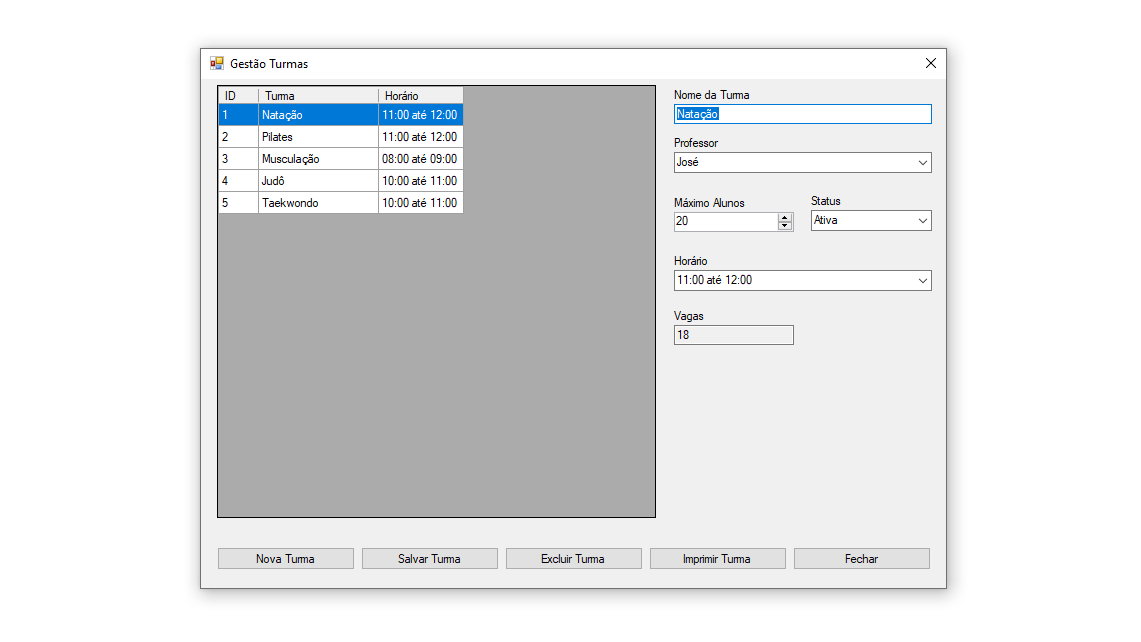 Gestão Turmas
ID Turma Horário
1 Natação 11:00 até 12:00
2 Pilates 11:00 até 12:00
3 Musculação 08:00 até 09:00
4 Judô 10:00 até 11:00
5 Taekwondo 10:00 até 11:00
Nome da Turma
Natação
Professor
José
Máximo Alunos Status
20 Ativa
Horário
11:00 até 12:00
Vagas
18
Nova Turma Salvar Turma Excluir Turma Imprimir Turma Fechar